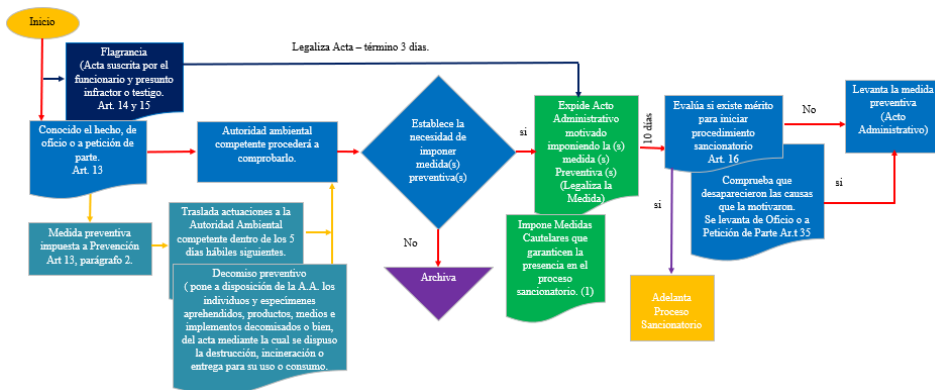 Inicio
Flagrancia
(Acta suscrita por el
funcionario y presunto
infractor o testigo.
Art. 14 y 15
Legaliza Acta – término 3 días.
Conocido el hecho, de
oficio o a petición de
parte.
Art. 13
Autoridad ambiental
competente procederá a
comprobarlo.
Establece la
necesidad de
imponer
medida(s)
preventiva(s)
si
No
Archiva
Expide Acto
Administrativo
motivado
imponiendo la (s)
medida (s)
Preventiva (s)
(Legaliza la
Medida)
10 días
Evalúa si existe mérito
para iniciar
procedimiento
sancionatorio
Art. 16
No
Levanta la medida
preventiva
(Acto
Administrativo)
Comprueba que
desaparecieron las causas
que la motivaron.
Se levanta de Oficio o a
Petición de Parte Ar.t 35
si
si
Adelanta
Proceso
Sancionatorio
Impone Medidas
Cautelares que
garanticen la
presencia en el
proceso
sancionatorio. (1)
Medida preventiva
impuesta a Prevención
Art 13, parágrafo 2.
Traslada actuaciones a la
Autoridad Ambiental
competente dentro de los 5
días hábiles siguientes.
Decomiso preventivo
( pone a disposición de la A.A. los
individuos y especímenes
aprehendidos, productos, medios e
implementos decomisados o bien,
del acta mediante la cual se dispuso
la destrucción, incineración o
entrega para su uso o consumo.